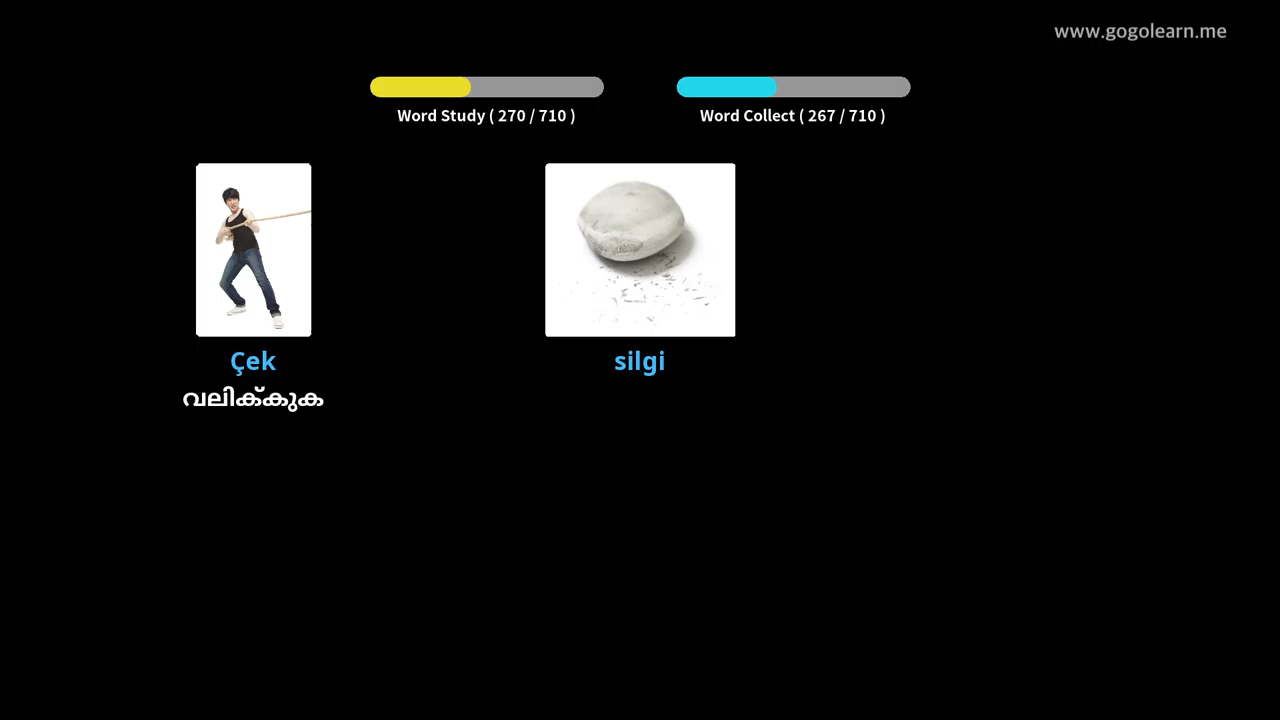 www.gogolearn.me
Word Study ( 270 / 710 )
Word Collect ( 267 / 710 )
Çek
silgi
വലിക്കുക